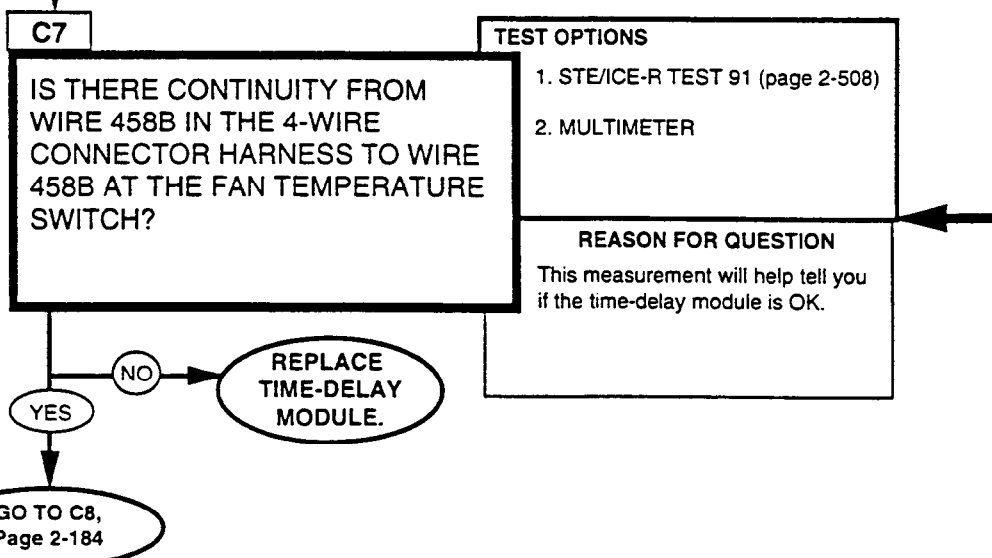 C7
IS THERE CONTINUITY FROM
WIRE 458B IN THE 4-WIRE
CONNECTOR HARNESS TO WIRE
458B AT THE FAN TEMPERATURE
SWITCH?
TEST OPTIONS
1. STE/ICE-R TEST 91 (page 2-508)
2. MULTIMETER
REASON FOR QUESTION
This measurement will help tell you
if the time-delay module is OK.
NO
REPLACE
TIME-DELAY
MODULE.
YES
GO TO C8,
Page 2-184